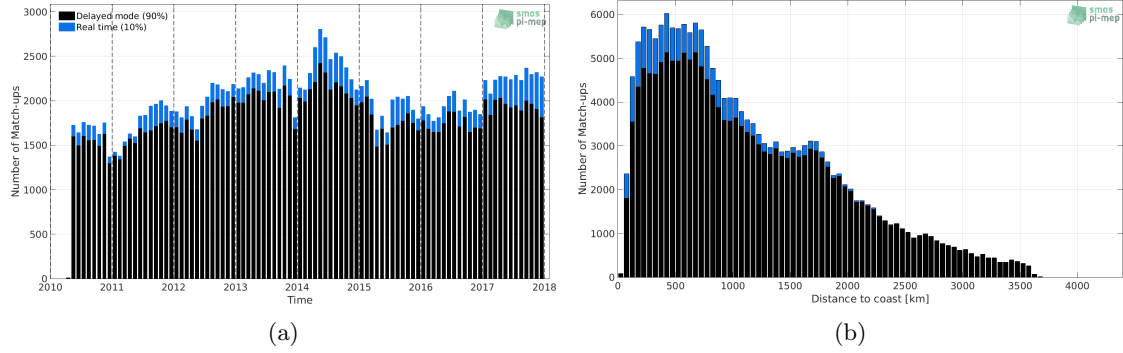 Delayed mode (90%)
Real time (10%)
smos
pi-mep
Number of Match-ups
3000
2500
2000
1500
1000
500
0
2010 2011 2012 2013 2014 2015 2016 2017 2018
Time
(a)
smos
pi-mep
Number of Match-ups
6000
5000
4000
3000
2000
1000
0
0 500 1000 1500 2000 2500 3000 3500 4000
Distance to coast [km]
(b)